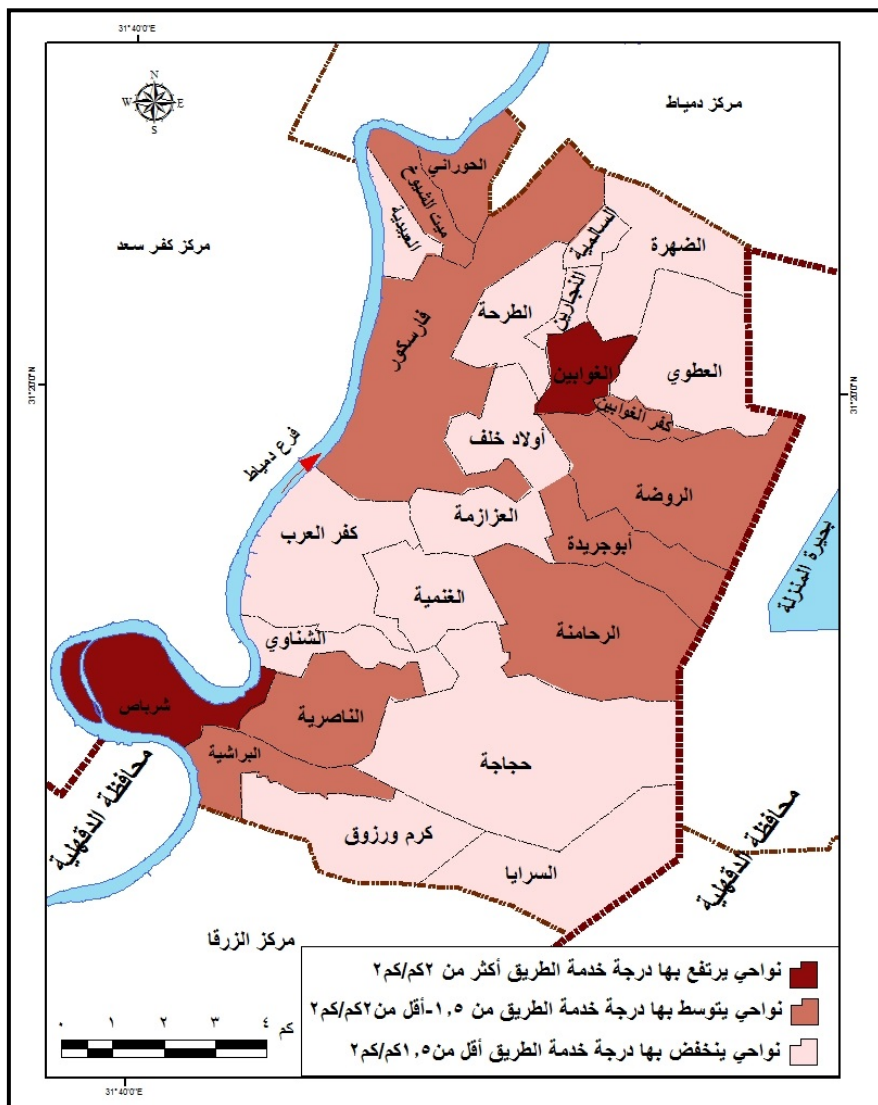 31°40'0"E
N
W E
S
مركز دمياط
الحوراني
ميت الشيوخ
العبيدية
السالمية
الضهرة
مركز كفر سعد
النجارين
الطرحة
فارسكور
31°20'0"N
31°20'0"N
الغوابين
العطوي
كفر الغوابين
أولاد خلف
فرع دمياط
الروضة
العزازمة
كفر العرب
أبوجريدة
بحيرة المنزلة
الغنمية
الرحامنة
الشناوي
شرباص
الناصرية
البراشية
حجاجة
محافظة الدقهلية
محافظة الدقهلية
كرم ورزوق
السرايا
مركز الزرقا
نواحي يرتفع بها درجة خدمة الطريق أكثر من ٢كم/كم٢
نواحي يتوسط بها درجة خدمة الطريق من ١,٥-أقل من٢كم/كم٢
نواحي ينخفض بها درجة خدمة الطريق أقل من١,٥كم/كم٢
٠ ١ ٢ ٣ ٤ كم
31°40'0"E